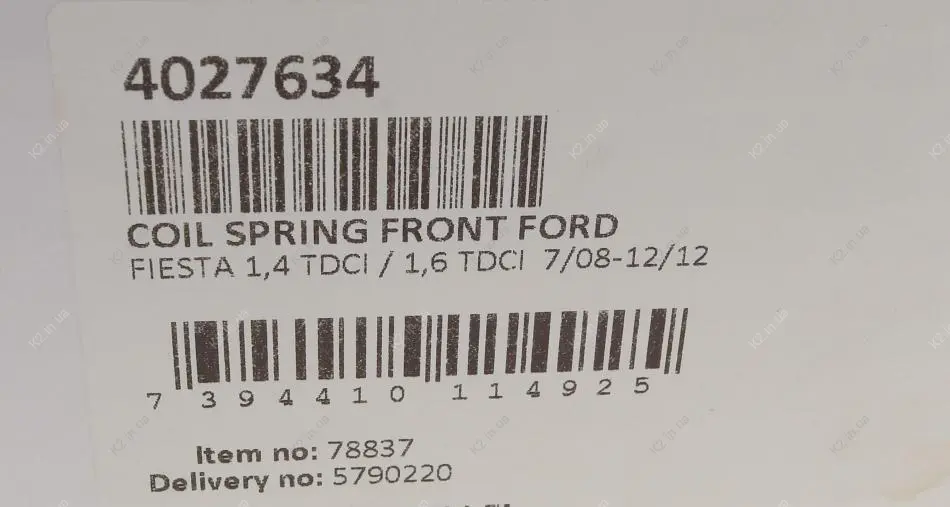 4027634
COIL SPRING FRONT FORD
FIESTA 1,4 TDCI / 1,6 TDCI 7/08-12/12
7 394410 114925
Item no: 78837
Delivery no: 5790220